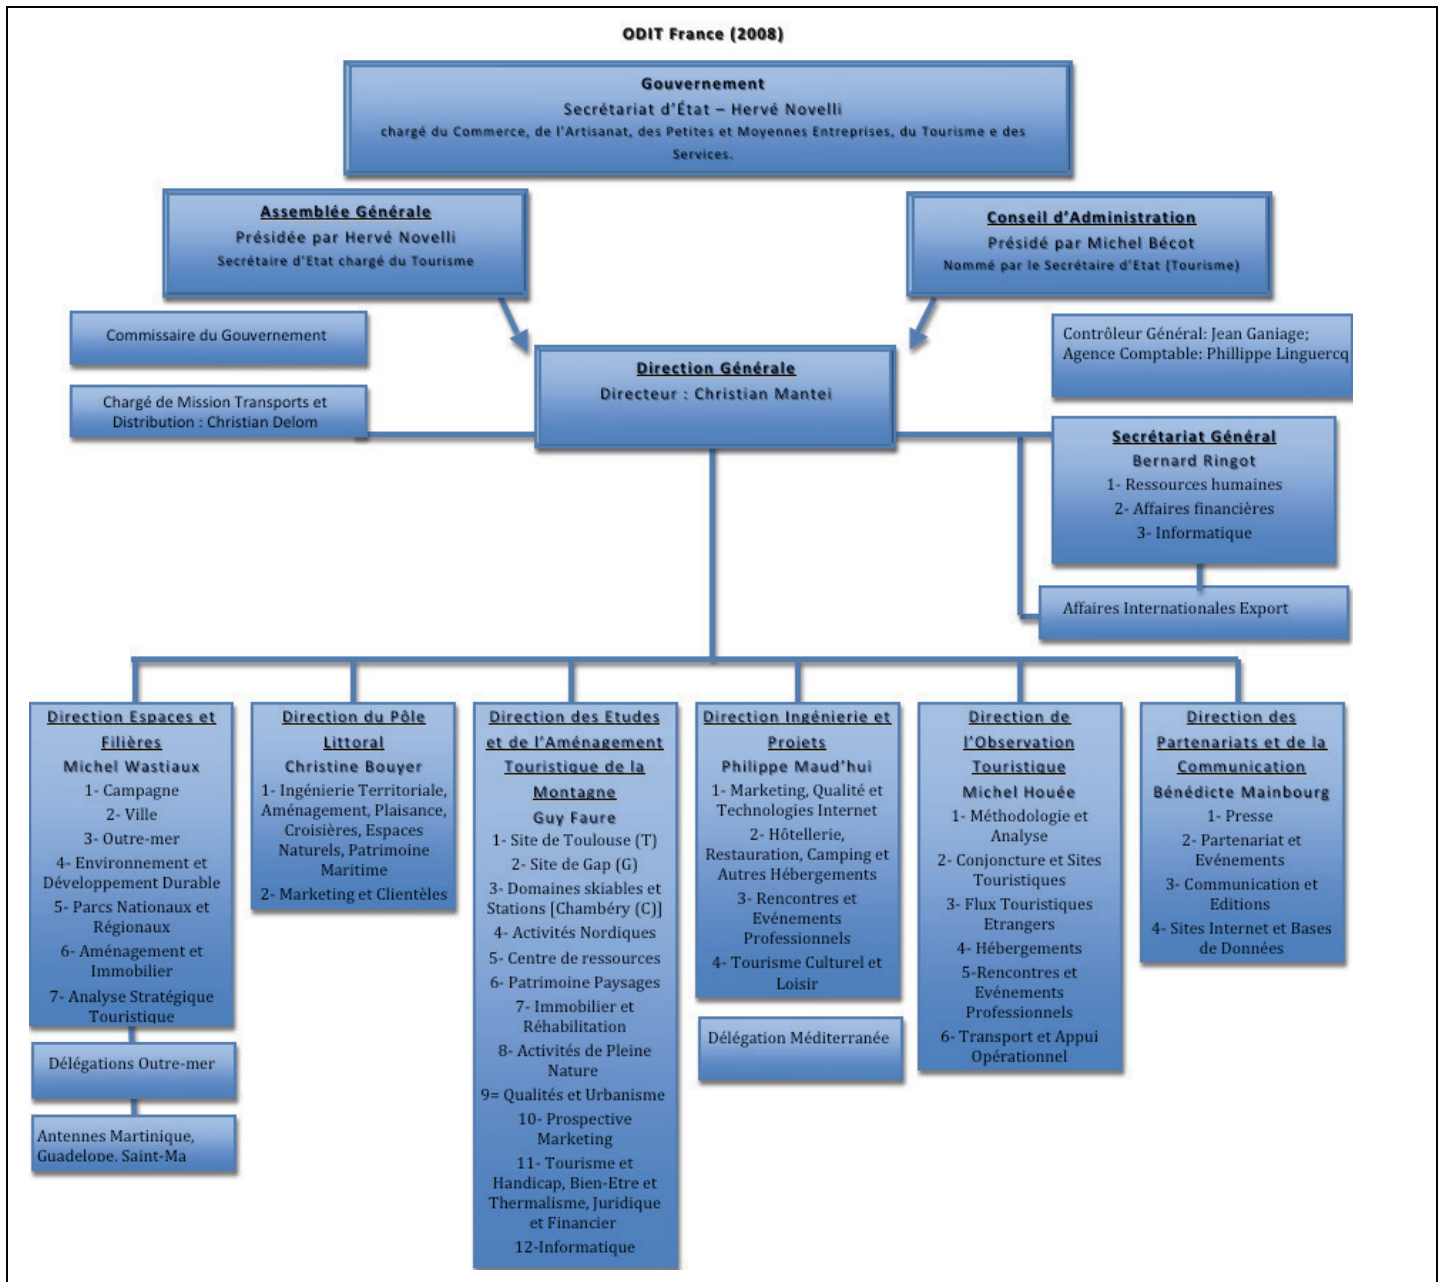 ODIT France (2008)
Gouvernement
Secrétariat d'État – Hervé Novelli
chargé du Commerce, de l'Artisanat, des Petites et Moyennes Entreprises, du Tourisme e des
Services.
Assemblée Générale
Présidée par Hervé Novelli
Secrétaire d'Etat chargé du Tourisme
Conseil d'Administration
Présidé par Michel Bécot
Nommé par le Secrétaire d'Etat (Tourisme)
Commissaire du Gouvernement
Contrôleur Général: Jean Ganiage;
Agence Comptable: Phillippe Linguercq
Direction Générale
Directeur : Christian Mantei
Chargé de Mission Transports et
Distribution : Christian Delom
Secrétariat Général
Bernard Ringot
1- Ressources humaines
2- Affaires financières
3- Informatique
Affaires Internationales Export
Direction Espaces et
Filières
Michel Wastiaux
1- Campagne
2- Ville
3- Outre-mer
4- Environnement et
Développement Durable
5- Parcs Nationaux et
Régionaux
6- Aménagement et
Immobilier
7- Analyse Stratégique
Touristique
Délégations Outre-mer
Antennes Martinique,
Guadelope. Saint-Ma
Direction du Pôle
Littoral
Christine Bouyer
1- Ingénierie Territoriale,
Aménagement, Plaisance,
Croisières, Espaces
Naturels, Patrimoine
Maritime
2- Marketing et Clientèles
Direction des Etudes
et de l'Aménagement
Touristique de la
Montagne
Guy Faure
1- Site de Toulouse (T)
2- Site de Gap (G)
3- Domaines skiables et
Stations [Chambéry (C)]
4- Activités Nordiques
5- Centre de ressources
6- Patrimoine Paysages
7- Immobilier et
Réhabilitation
8- Activités de Pleine
Nature
9= Qualités et Urbanisme
10- Prospective
Marketing
11- Tourisme et
Handicap, Bien-Etre et
Thermalisme, Juridique
et Financier
12-Informatique
Direction Ingénierie et
Projets
Philippe Maud'hui
1- Marketing, Qualité et
Technologies Internet
2- Hôtellerie,
Restauration, Camping et
Autres Hébergements
3- Rencontres et
Evénements
Professionnels
4- Tourisme Culturel et
Loisir
Délégation Méditerranée
Direction de
l'Observation
Touristique
Michel Houée
1- Méthodologie et
Analyse
2- Conjoncture et Sites
Touristiques
3- Flux Touristiques
Etrangers
4- Hébergements
5-Rencontres et
Evénements
Professionnels
6- Transport et Appui
Opérationnel
Direction des
Partenariats et de la
Communication
Bénédicte Mainbourg
1- Presse
2- Partenariat et
Evénements
3- Communication et
Editions
4- Sites Internet et Bases
de Données